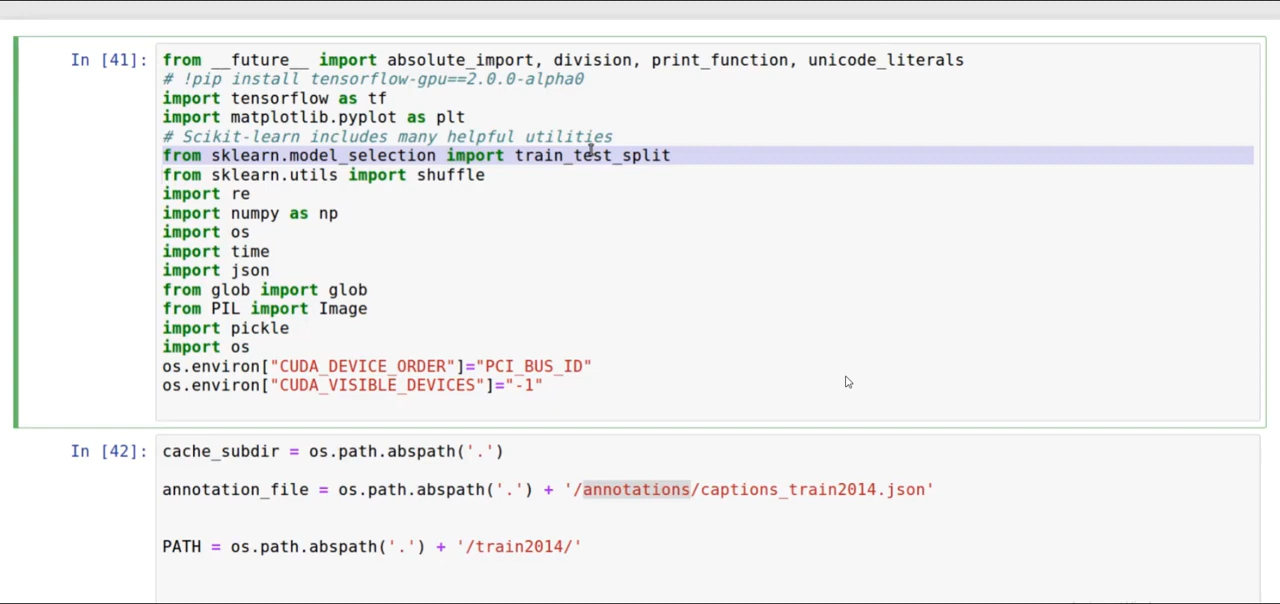 In [41]:
from __future__ import absolute_import, division, print_function, unicode_literals
# !pip install tensorflow-gpu==2.0.0-alpha0
import tensorflow as tf
import matplotlib.pyplot as plt
# Scikit-learn includes many helpful utilities
from sklearn.model_selection import train_test_split
from sklearn.utils import shuffle
import re
import numpy as np
import os
import time
import json
from glob import glob
from PIL import Image
import pickle
import os
os.environ["CUDA_DEVICE_ORDER"]="PCI_BUS_ID"
os.environ["CUDA_VISIBLE_DEVICES"]="-1"
In [42]:
cache_subdir = os.path.abspath('.')
annotation_file = os.path.abspath('.') + '/annotations/captions_train2014.json'
PATH = os.path.abspath('.') + '/train2014/'